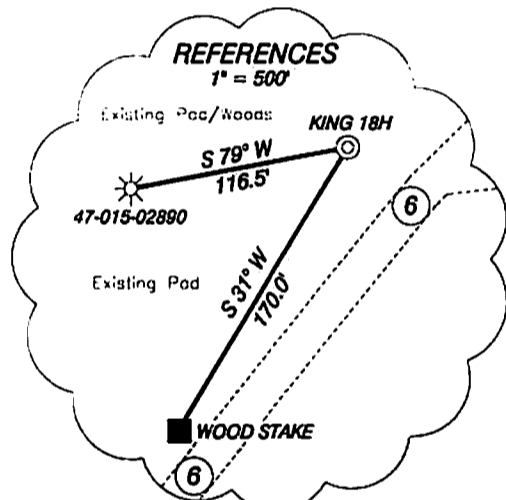 REFERENCES
1" = 500'
Existing Pad/Woods
KING 18H
S 79° W
116.5'
6
47-015-02890
Existing Pad
S 31° W
170.0'
WOOD STAKE
6